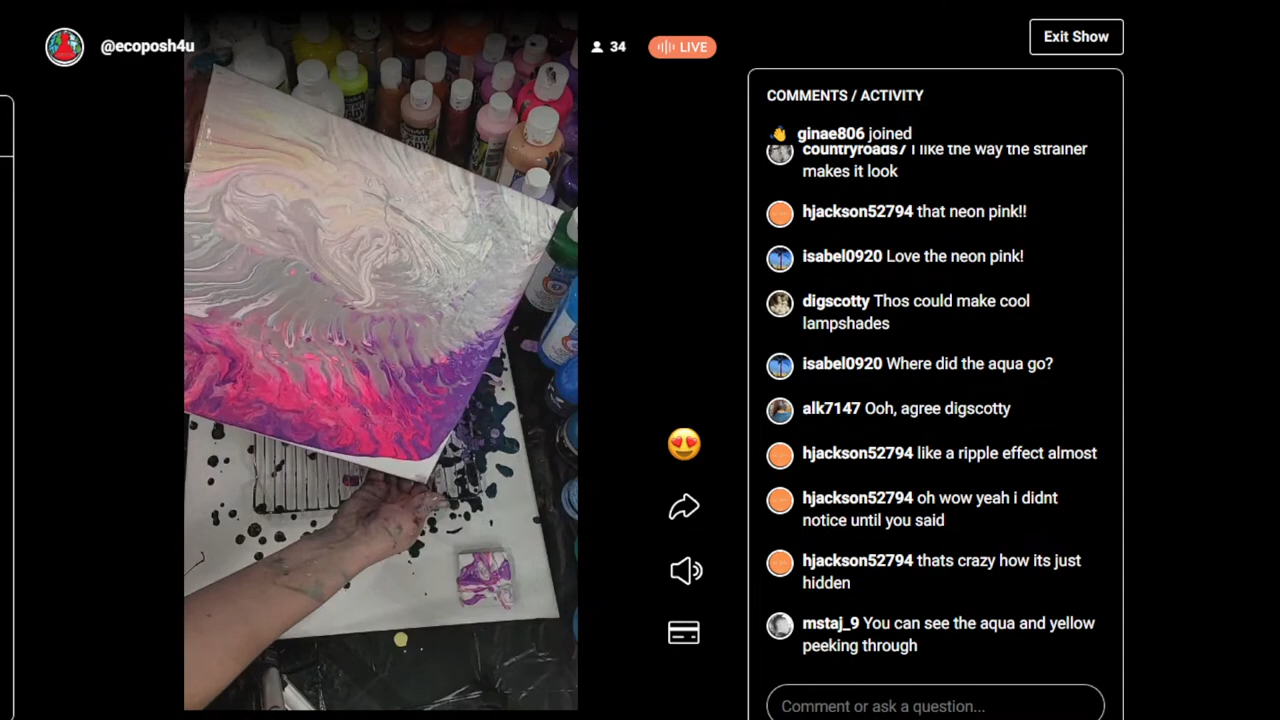 @ecoposh4u
34
LIVE
Exit Show
COMMENTS / ACTIVITY
ginae806 joined
countryroads7 I like the way the strainer
makes it look
hjackson52794 that neon pink!!
isabel0920 Love the neon pink!
digscotty Thos could make cool
lampshades
isabel0920 Where did the aqua go?
alk7147 Ooh, agree digscotty
hjackson52794 like a ripple effect almost
hjackson52794 oh wow yeah i didnt
notice until you said
hjackson52794 thats crazy how its just
hidden
mstaj_9 You can see the aqua and yellow
peeking through
Comment or ask a question...